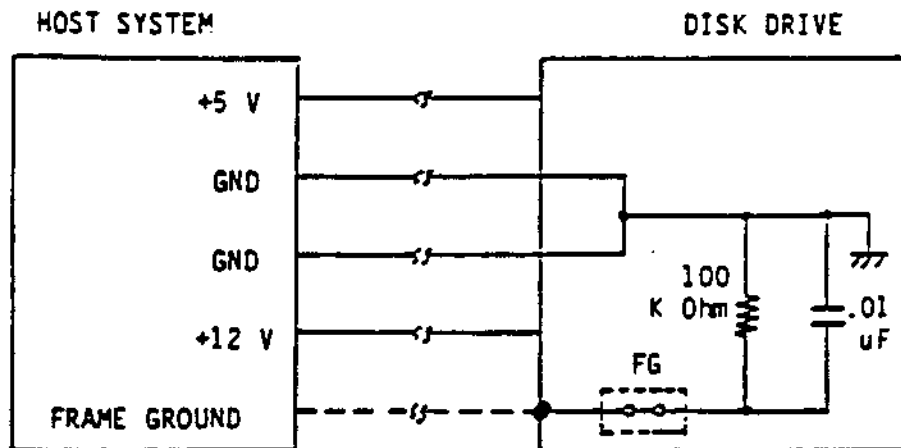 HOST SYSTEM
DISK DRIVE
+5 V
GND
GND
100
K Ohm
.01
uF
+12 V
FG
FRAME GROUND